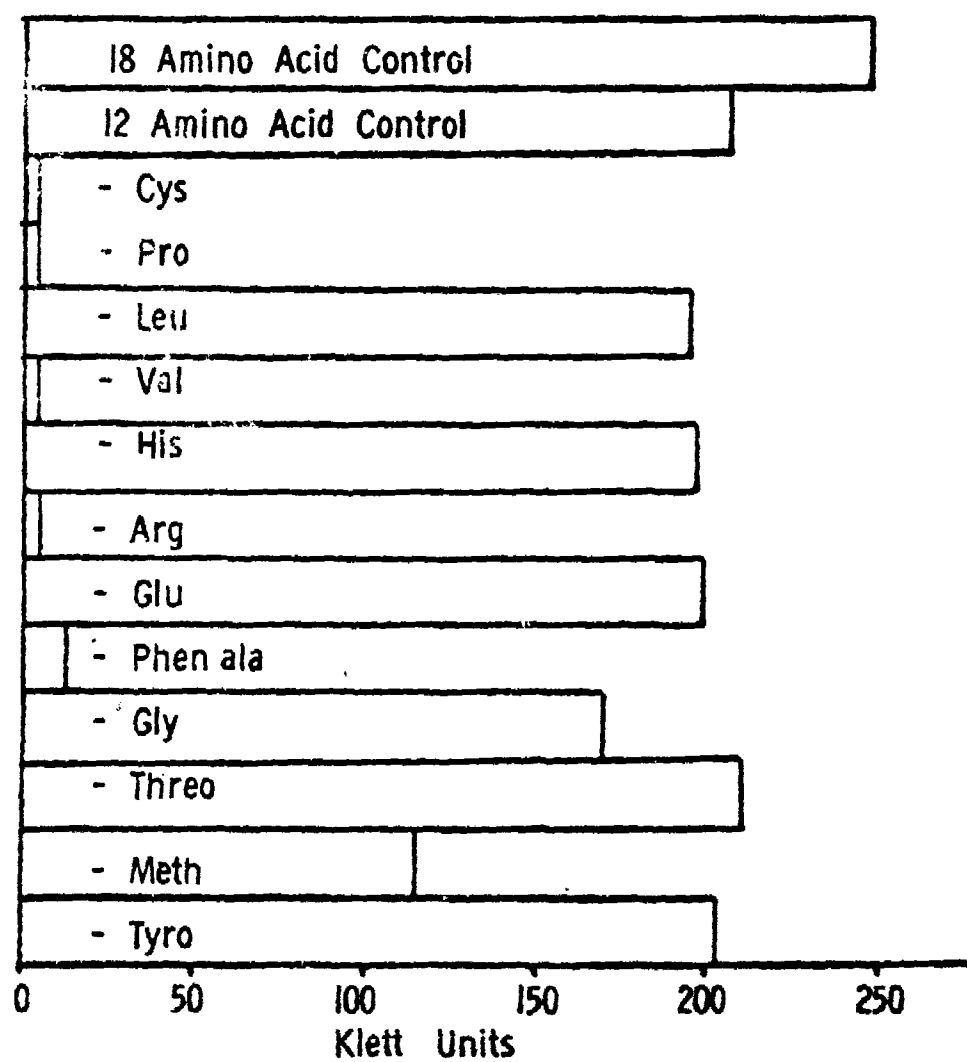 18 Amino Acid Control
12 Amino Acid Control
- Cys
- Pro
- Leu
- Val
- His
- Arg
- Glu
- Phen ala
- Gly
- Threo
- Meth
- Tyro
0 50 100 150 200 250
Klett Units